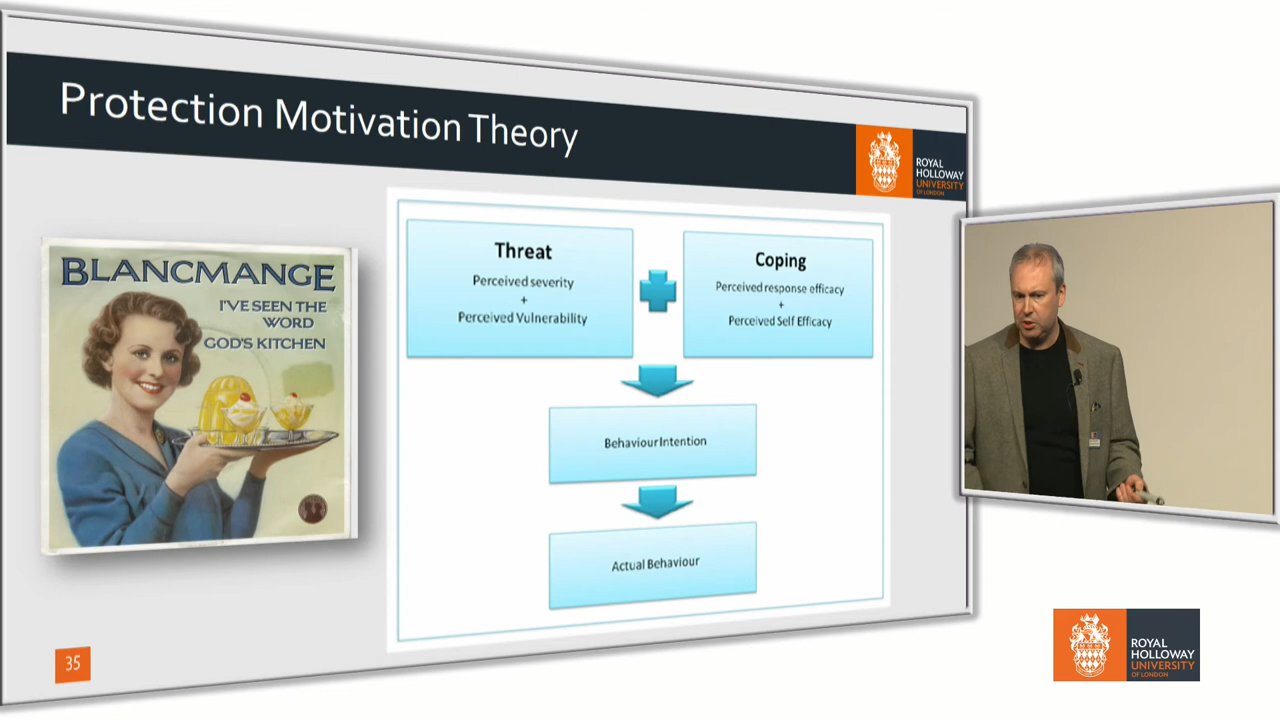 Protection Motivation Theory
ROYAL
HOLLOWAY
UNIVERSITY
OF LONDON
BLANCMANGE
I'VE SEEN THE
WORD
GOD'S KITCHEN
Threat
Perceived severity
+
Perceived Vulnerability
Coping
Perceived response efficacy
+
Perceived Self Efficacy
Behaviour Intention
Actual Behaviour
35
ROYAL
HOLLOWAY
UNIVERSITY
OF LONDON